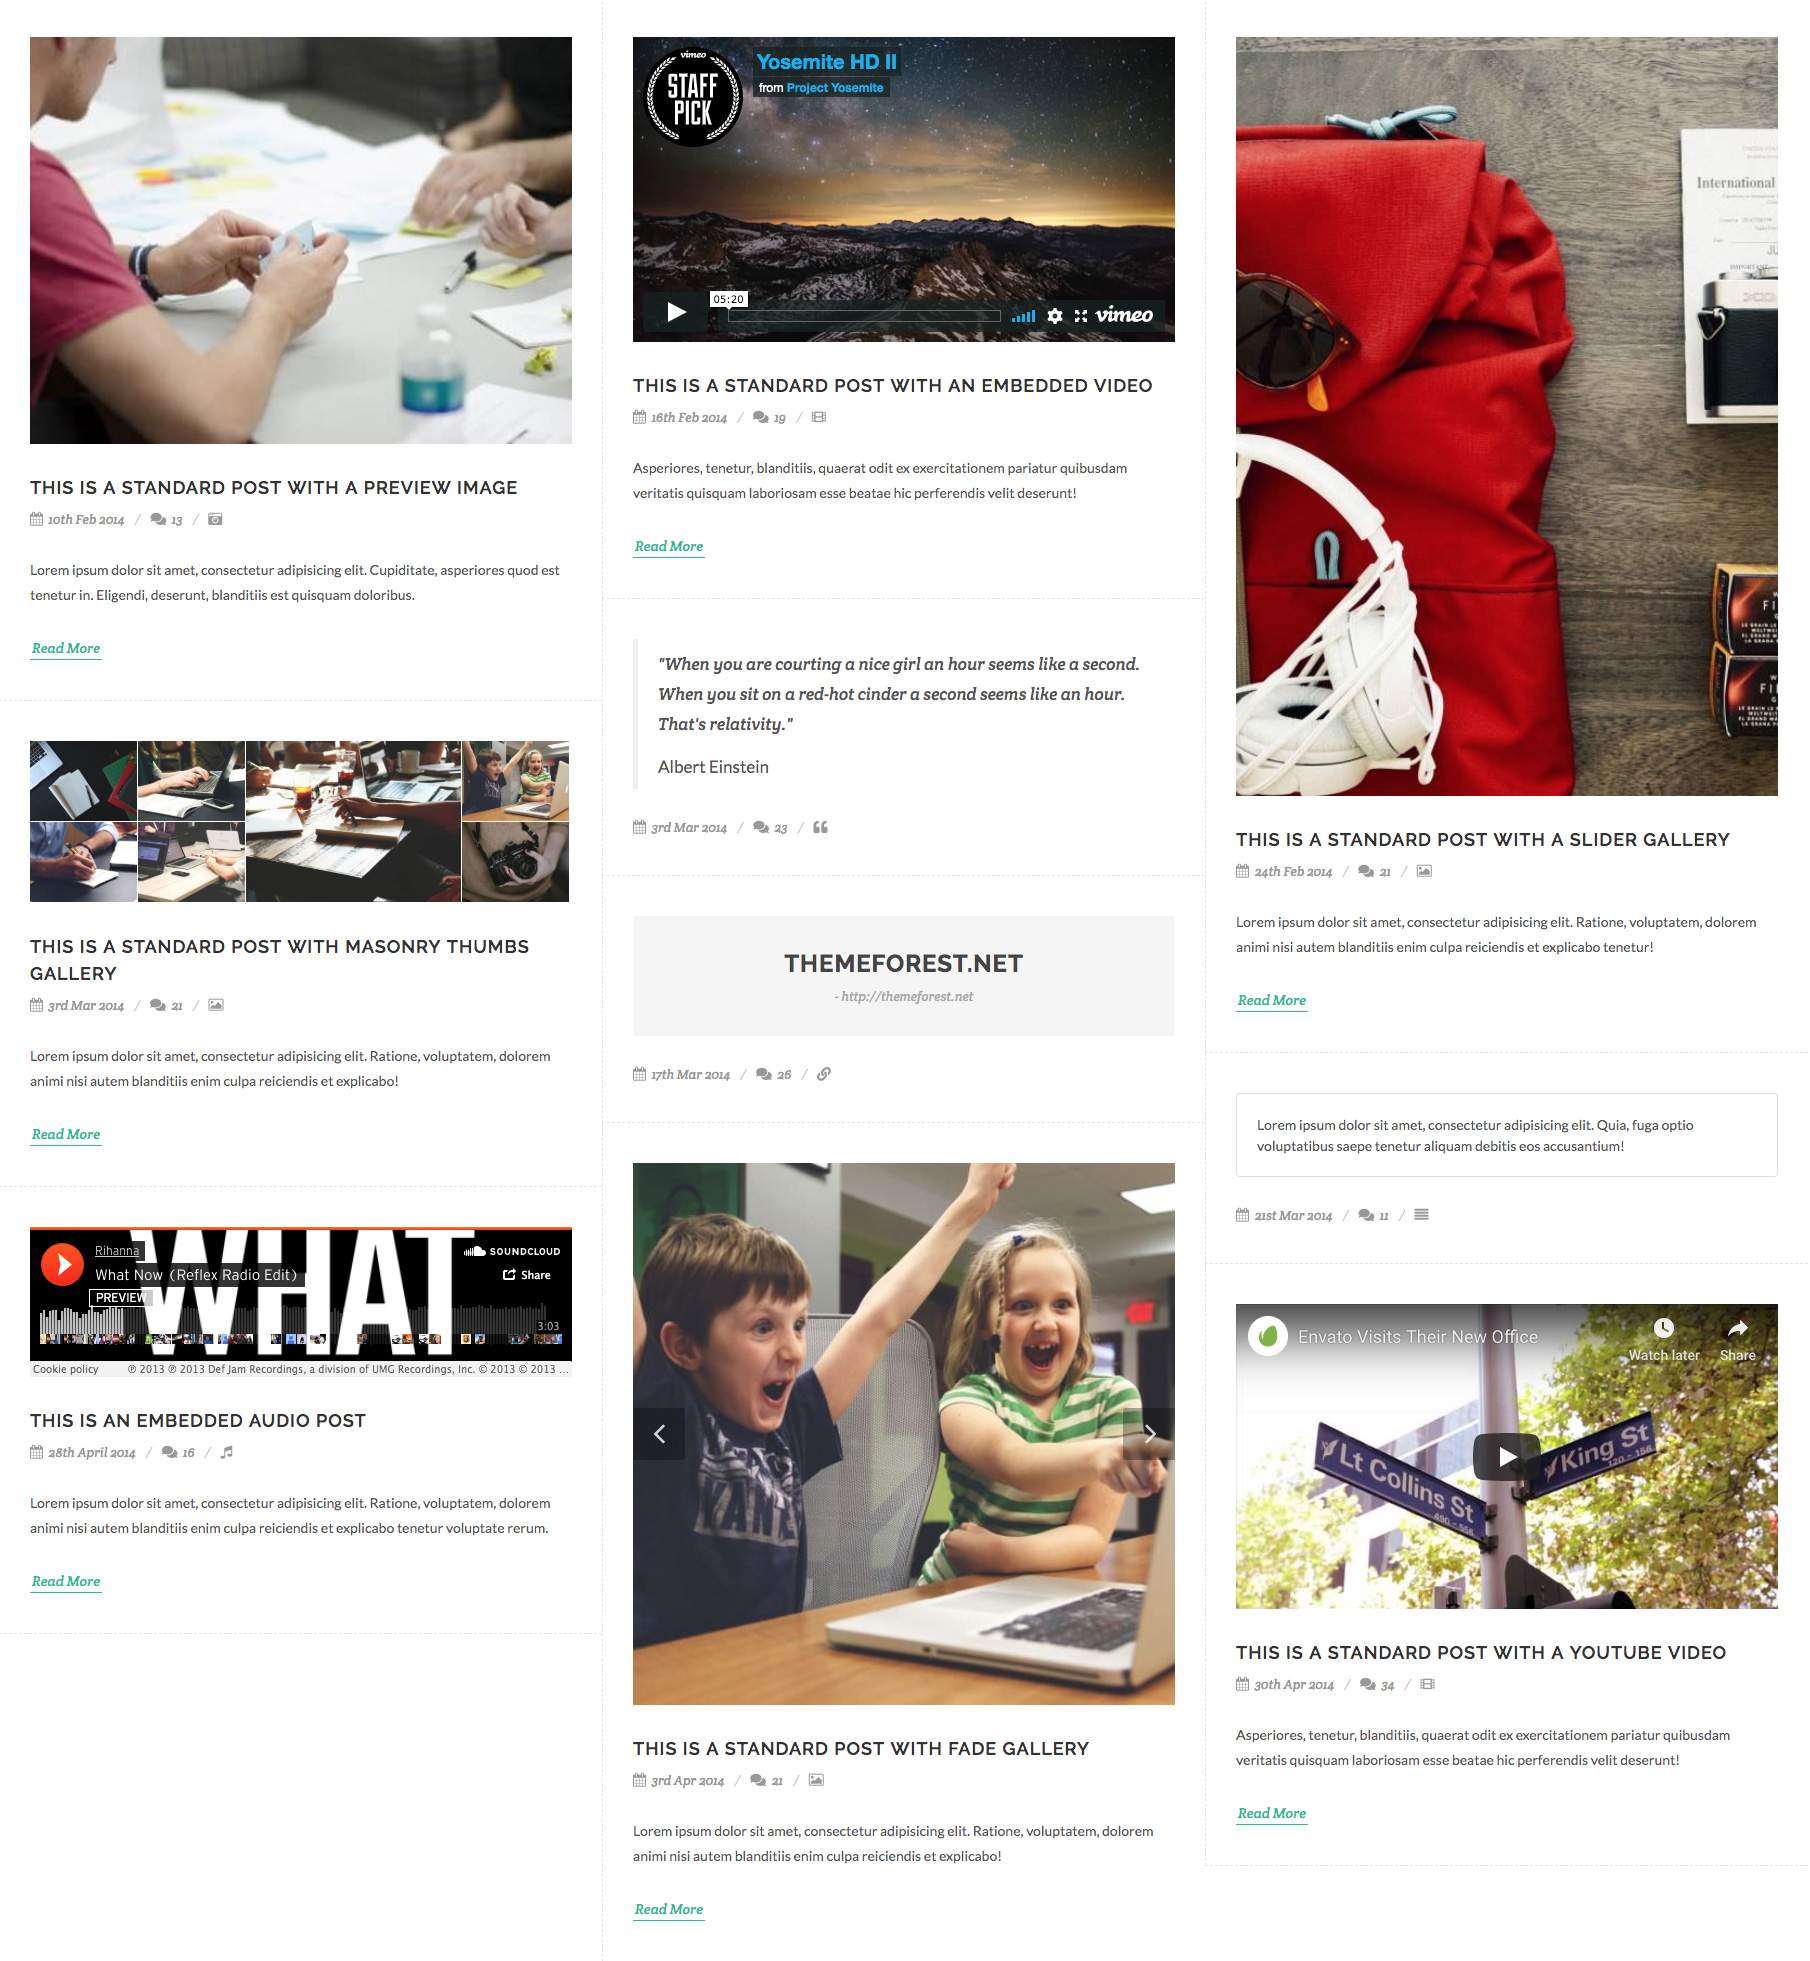 THIS IS A STANDARD POST WITH A PREVIEW IMAGE
10th Feb 2014 / 13 /
Lorem ipsum dolor sit amet, consectetur adipisicing elit. Cupiditate, asperiores quod est
tenetur in. Eligendi, deserunt, blanditiis est quisquam doloribus.
Read More
THIS IS A STANDARD POST WITH MASONRY THUMBS
GALLERY
3rd Mar 2014 / 21 /
Lorem ipsum dolor sit amet, consectetur adipisicing elit. Ratione, voluptatem, dolorem
animi nisi autem blanditiis enim culpa reiciendis et explicabo!
Read More
WHAT
Rihanna
SOUNDCLOUD
What Now (Reflex Radio Edit)
Share
PREVIEW
3:03
Cookie policy
℗ 2013 ℗ 2013 Def Jam Recordings, a division of UMG Recordings, Inc. © 2013 © 2013 ...
THIS IS AN EMBEDDED AUDIO POST
28th April 2014 / 16 /
Lorem ipsum dolor sit amet, consectetur adipisicing elit. Ratione, voluptatem, dolorem
animi nisi autem blanditiis enim culpa reiciendis et explicabo tenetur voluptate rerum.
Read More
vimeo
STAFF
PICK
Yosemite HD II
from Project Yosemite
05:20
vimeo
THIS IS A STANDARD POST WITH AN EMBEDDED VIDEO
16th Feb 2014 / 19 /
Asperiores, tenetur, blanditiis, quaerat odit ex exercitationem pariatur quibusdam
veritatis quisquam laboriosam esse beatae hic perferendis velit deserunt!
Read More
"When you are courting a nice girl an hour seems like a second.
When you sit on a red-hot cinder a second seems like an hour.
That's relativity."
Albert Einstein
3rd Mar 2014 / 23 /
THEMEFOREST.NET
- http://themeforest.net
17th Mar 2014 / 26 /
THIS IS A STANDARD POST WITH FADE GALLERY
3rd Apr 2014 / 21 /
Lorem ipsum dolor sit amet, consectetur adipisicing elit. Ratione, voluptatem, dolorem
animi nisi autem blanditiis enim culpa reiciendis et explicabo!
Read More
International
THIS IS A STANDARD POST WITH A SLIDER GALLERY
24th Feb 2014 / 21 /
Lorem ipsum dolor sit amet, consectetur adipisicing elit. Ratione, voluptatem, dolorem
animi nisi autem blanditiis enim culpa reiciendis et explicabo tenetur!
Read More
Lorem ipsum dolor sit amet, consectetur adipisicing elit. Quia, fuga optio
voluptatibus saepe tenetur aliquam debitis eos accusantium!
21st Mar 2014 / 11 /
Envato Visits Their New Office
Watch later
Share
Lt Collins St
490 - 556
King St
120 - 156
THIS IS A STANDARD POST WITH A YOUTUBE VIDEO
30th Apr 2014 / 34 /
Asperiores, tenetur, blanditiis, quaerat odit ex exercitationem pariatur quibusdam
veritatis quisquam laboriosam esse beatae hic perferendis velit deserunt!
Read More